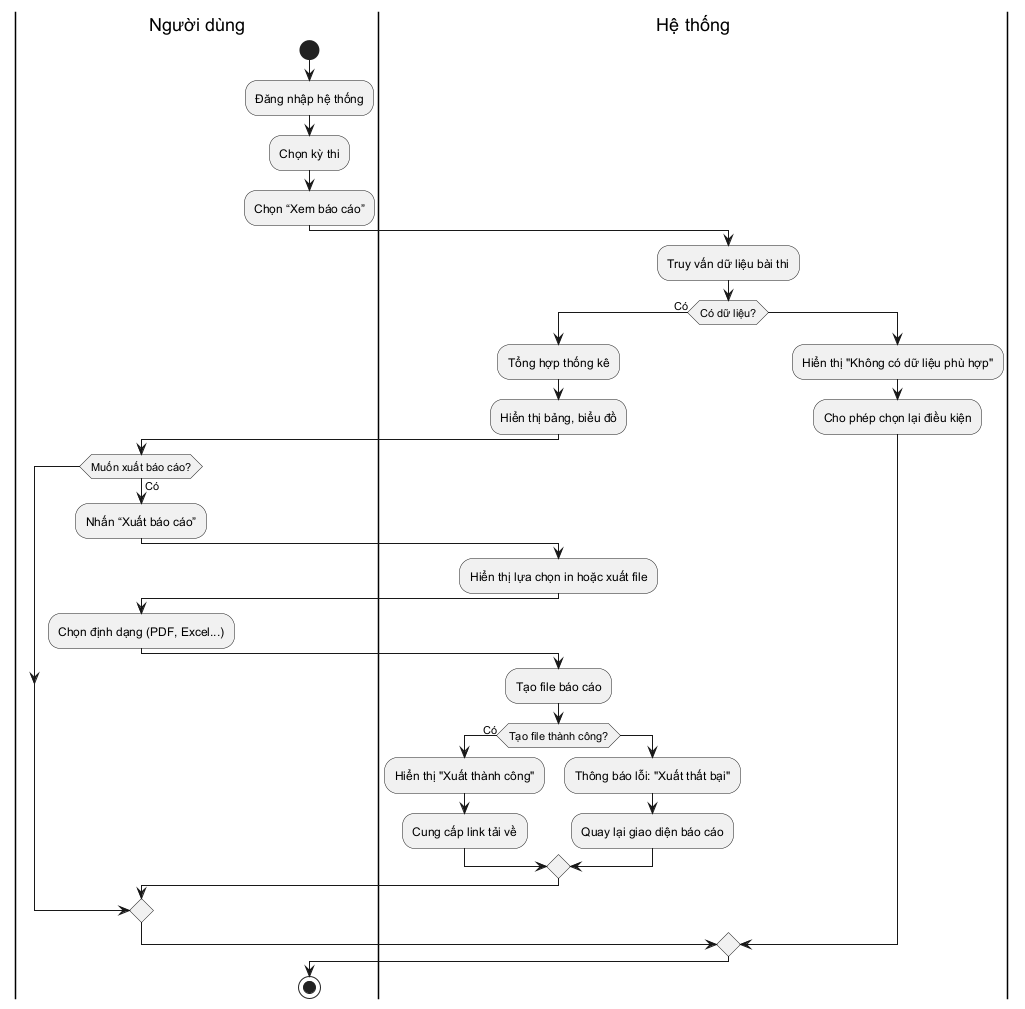 Người dùng
Hệ thống
Đăng nhập hệ thống
Chọn kỳ thi
Chọn “Xem báo cáo”
Truy vấn dữ liệu bài thi
Có
Có dữ liệu?
Tổng hợp thống kê
Hiển thị "Không có dữ liệu phù hợp"
Hiển thị bảng, biểu đồ
Cho phép chọn lại điều kiện
Muốn xuất báo cáo?
Có
Nhấn “Xuất báo cáo”
Hiển thị lựa chọn in hoặc xuất file
Chọn định dạng (PDF, Excel...)
Tạo file báo cáo
Có
Tạo file thành công?
Hiển thị "Xuất thành công"
Thông báo lỗi: "Xuất thất bại"
Cung cấp link tải về
Quay lại giao diện báo cáo